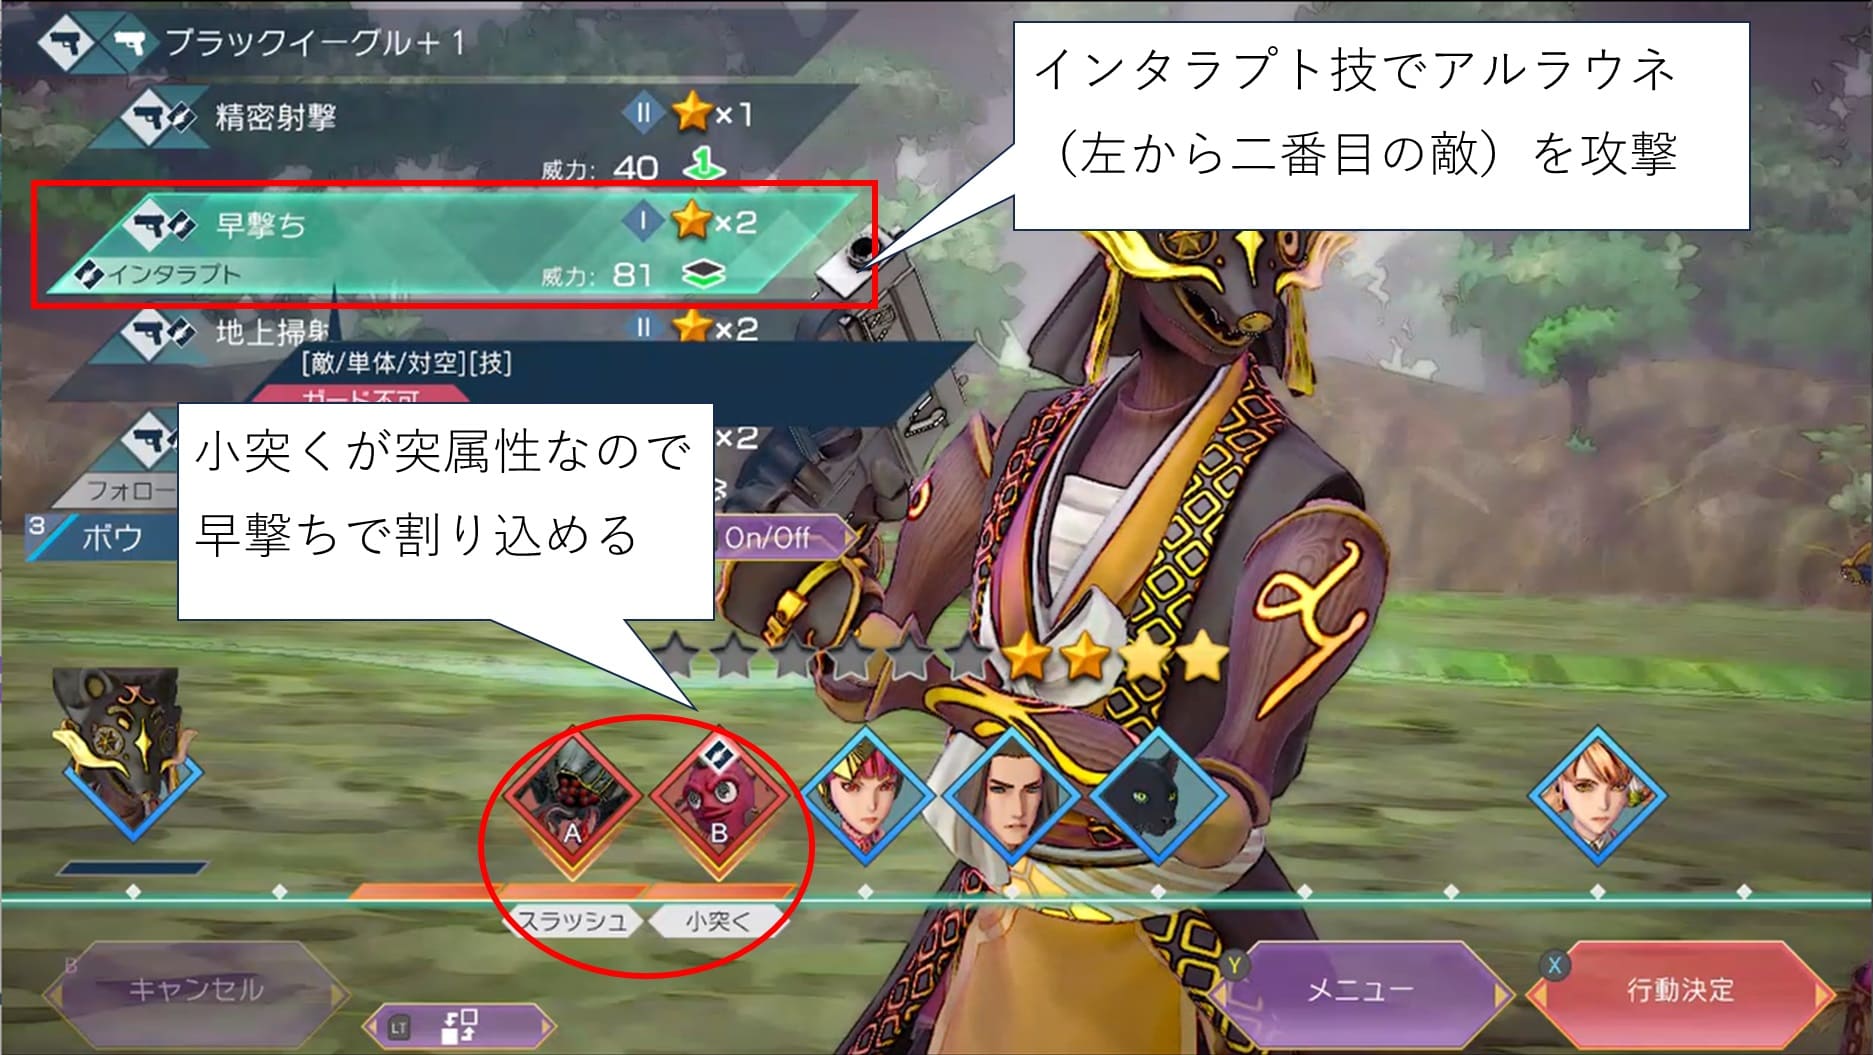 ブラックイーグル+1
精密射撃
II ×1
威力: 40 1
早撃ち
I ×2
インタラプト
威力: 81
地上掃射
II ×2
[敵/単体/対空][技]
ガード不可
×2
フォロー
3 ボウ
On/Off
インタラプト技でアルラウネ
(左から二番目の敵)を攻撃
小突くが突属性なので
早撃ちで割り込める
A
B
スラッシュ
小突く
B
キャンセル
LT
Y
メニュー
X
行動決定